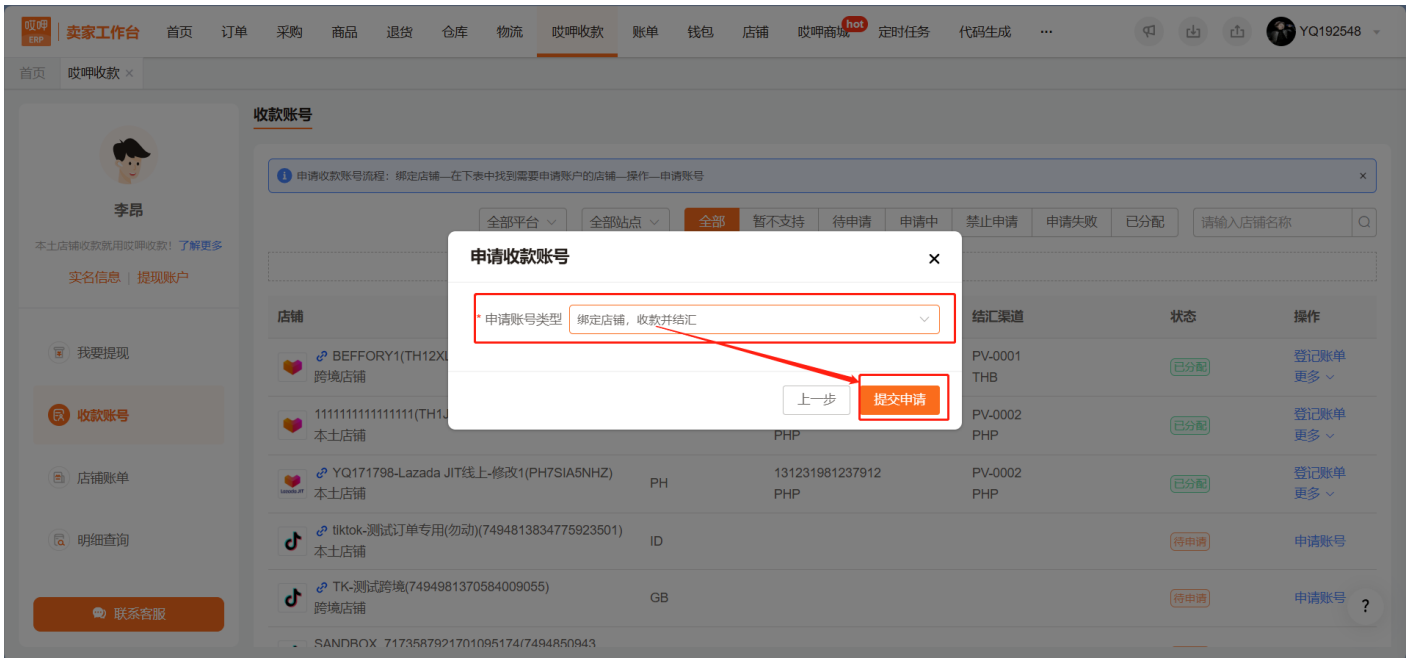 哎呷
ERP
卖家工作台 首页 订单 采购 商品 退货 仓库 物流 哎呷收款 账单 钱包 店铺 哎呷商城 hot 定时任务 代码生成 ··· YQ192548
首页 哎呷收款 ×
收款账号
申请收款账号流程：绑定店铺—在下表中找到需要申请账户的店铺—操作—申请账号 ×
李昂
本土店铺收款就用哎呷收款！了解更多
实名信息 | 提现账户
全部平台 全部站点 全部 暂不支持 待申请 申请中 禁止申请 申请失败 已分配 请输入店铺名称
申请收款账号 ×
* 申请账号类型 绑定店铺，收款并结汇
上一步 提交申请
我要提现
收款账号
店铺账单
明细查询
联系客服
店铺 结汇渠道 状态 操作
BEFFORY1(TH12XL PV-0001 已分配 登记账单
跨境店铺 THB 更多
1111111111111111(TH1J PV-0002 已分配 登记账单
本土店铺 PHP PHP 更多
YQ171798-Lazada JIT线上-修改1(PH7SIA5NHZ) PH 131231981237912 PV-0002 已分配 登记账单
Lazada JIT 本土店铺 PHP PHP 更多
tiktok-测试订单专用(勿动)(7494813834775923501) ID 待申请 申请账号
本土店铺
TK-测试跨境(7494981370584009055) GB 待申请 申请账号
跨境店铺
?
SANDBOX_7173587921701095174(7494850943